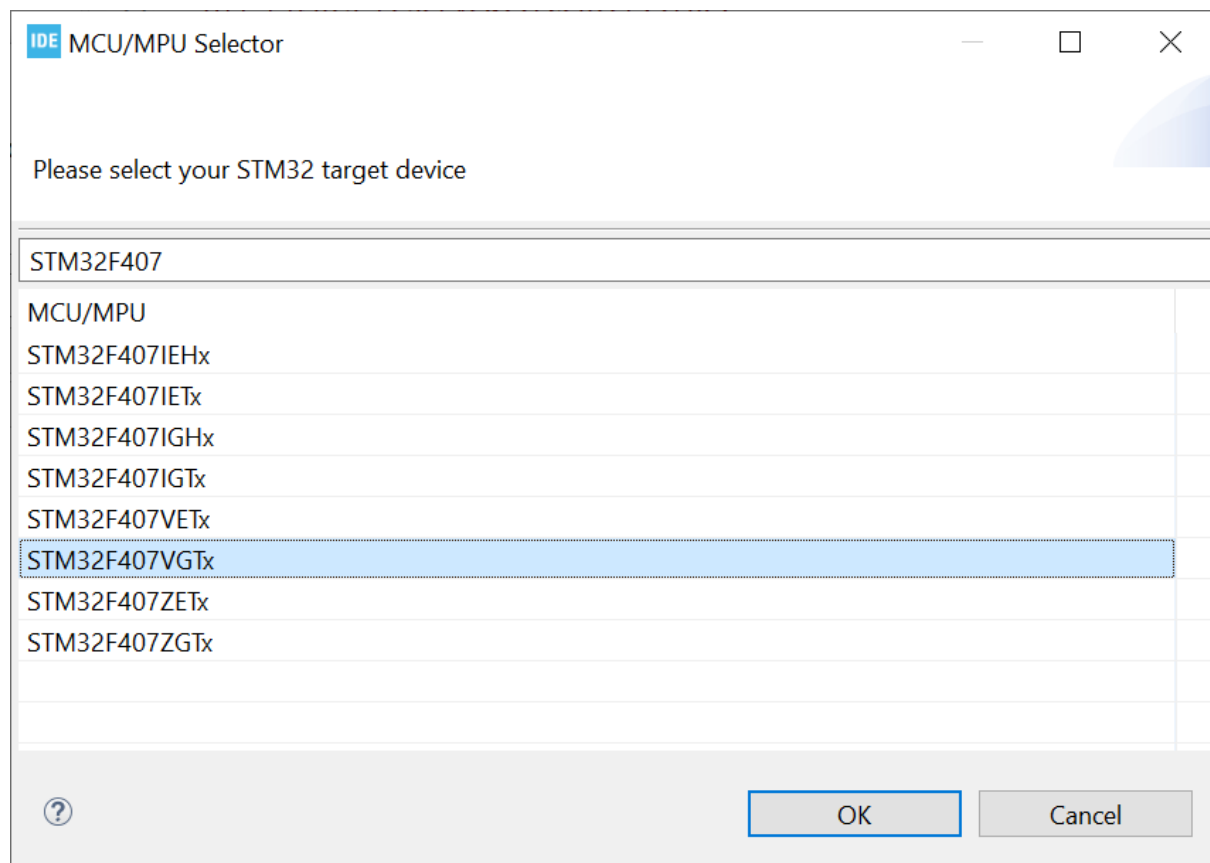 IDE MCU/MPU Selector
Please select your STM32 target device
STM32F407
MCU/MPU
STM32F407IEHx
STM32F407IETx
STM32F407IGHx
STM32F407IGTx
STM32F407VETx
STM32F407VGTx
STM32F407ZETx
STM32F407ZGTx
?
OK
Cancel